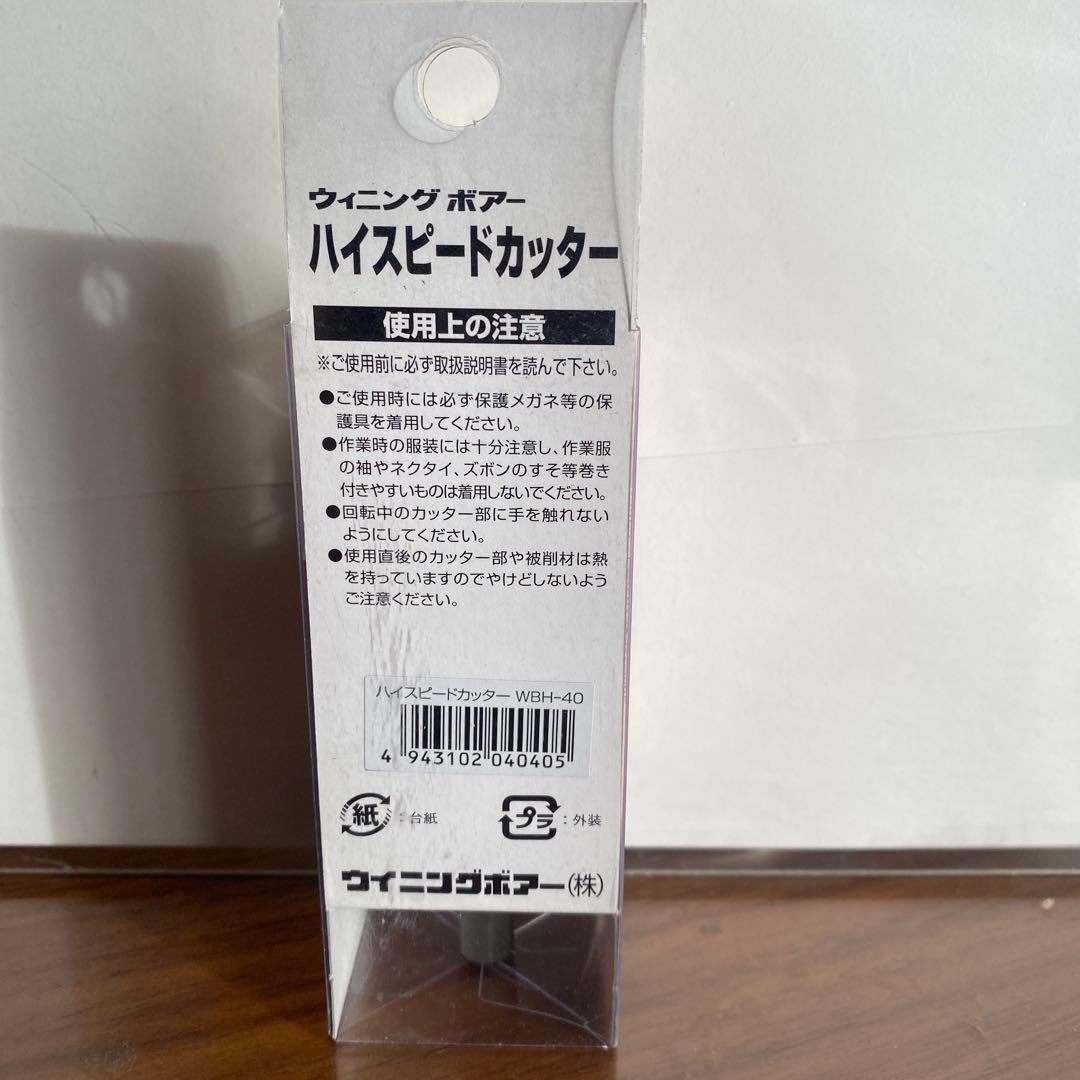 ウィニング ボアー
ハイスピードカッター
使用上の注意
※ご使用前に必ず取扱説明書を読んで下さい。
●ご使用時には必ず保護メガネ等の保
護具を着用してください。
●作業時の服装には十分注意し、作業服
の袖やネクタイ、ズボンのすそ等巻き
付きやすいものは着用しないでください。
●回転中のカッター部に手を触れない
ようにしてください。
●使用直後のカッター部や被削材は熱
を持っていますのでやけどしないよう
ご注意ください。
ハイスピードカッター WBH-40
4 943102 040405
紙 : 台紙 プラ : 外装
ウイニングボアー(株)